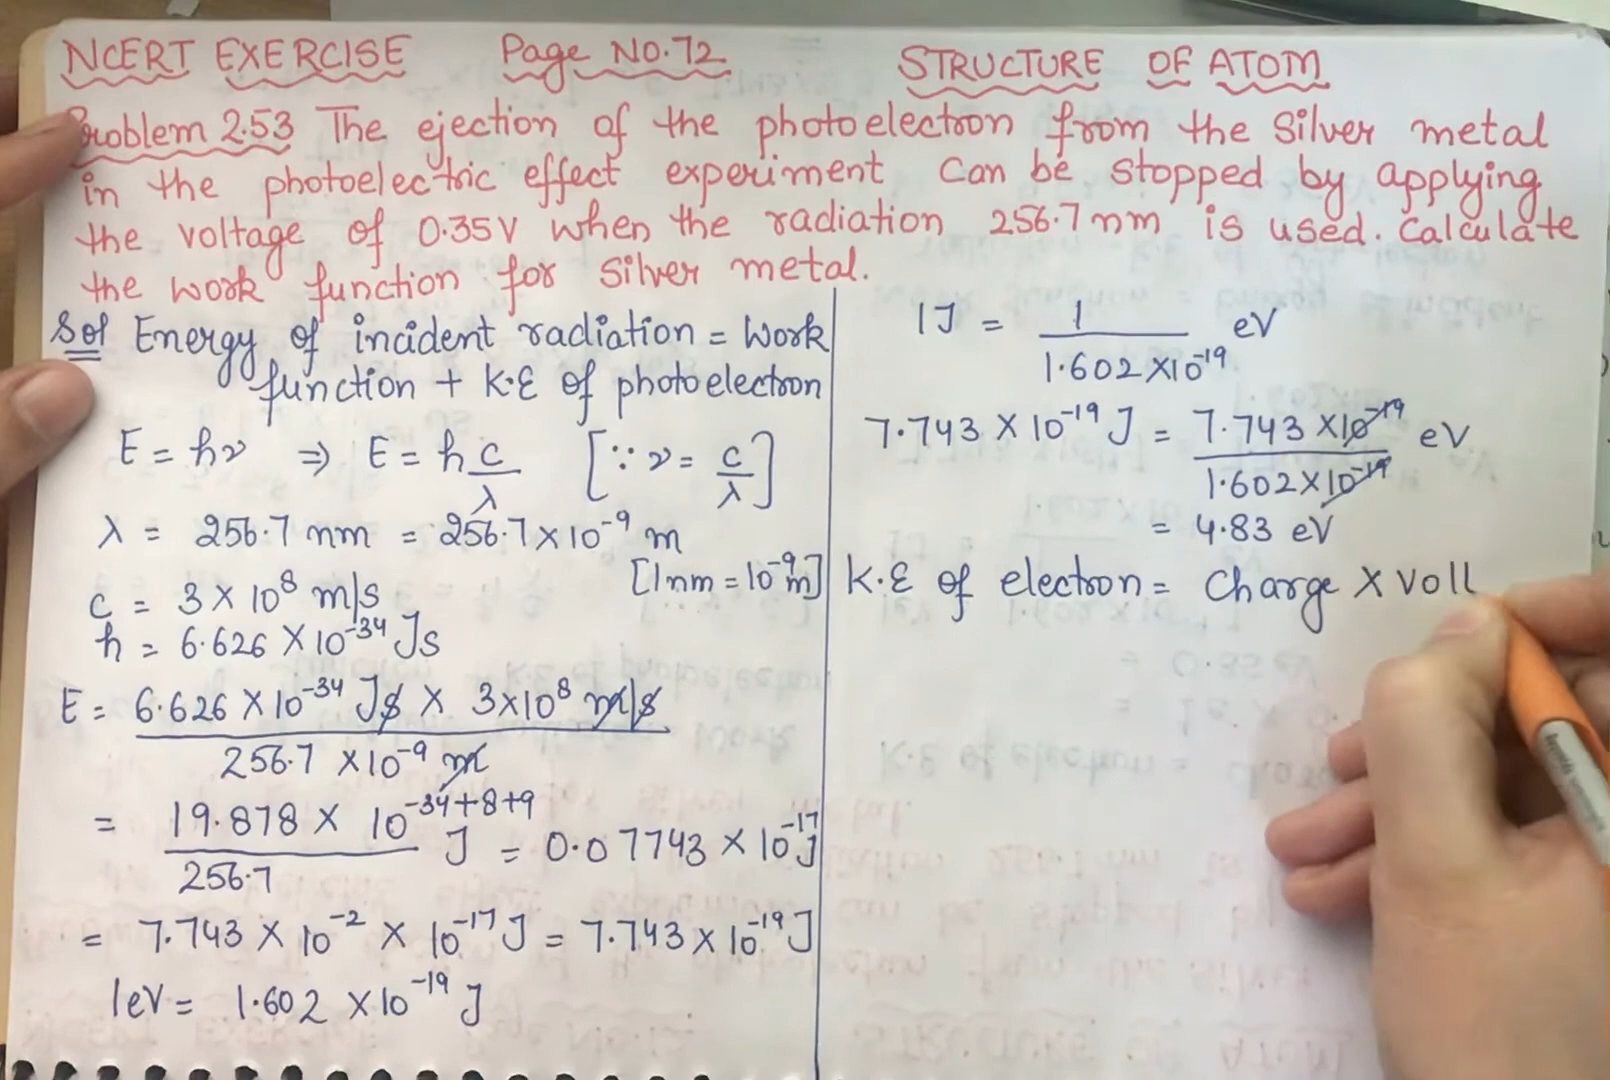 NCERT EXERCISE Page NO.72 STRUCTURE OF ATOM
Problem 2.53 The ejection of the photoelectron from the silver metal
in the photoelectric effect experiment can be stopped by applying
the voltage of 0.35V when the radiation 256.7 nm is used. Calculate
the work function for silver metal.
Sol Energy of incident radiation = Work
function + K.E of photoelectron
E = hν ⇒ E = h c/λ [∵ ν = c/λ]
λ = 256.7 nm = 256.7 × 10⁻⁹ m
[1nm = 10⁻⁹m]
c = 3 × 10⁸ m/s
h = 6.626 × 10⁻³⁴ Js
E = 6.626 × 10⁻³⁴ Js × 3×10⁸ m/s
256.7 × 10⁻⁹ m
= 19.878 × 10⁻³⁴⁺⁸⁺⁹ J = 0.07743 × 10⁻¹⁷ J
256.7
= 7.743 × 10⁻² × 10⁻¹⁷ J = 7.743 × 10⁻¹⁹ J
1eV = 1.602 × 10⁻¹⁹ J
1J = 1 eV
1.602 ×10⁻¹⁹
7.743 × 10⁻¹⁹ J = 7.743 ×10⁻¹⁹ eV
1.602×10⁻¹⁹
= 4.83 eV
K.E of electron = Charge × voll